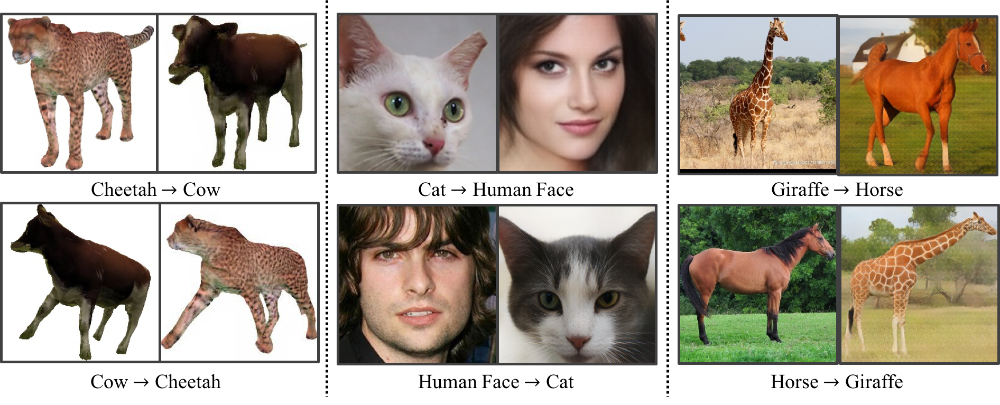 Cheetah → Cow
Cat → Human Face
Giraffe → Horse
Cow → Cheetah
Human Face → Cat
Horse → Giraffe